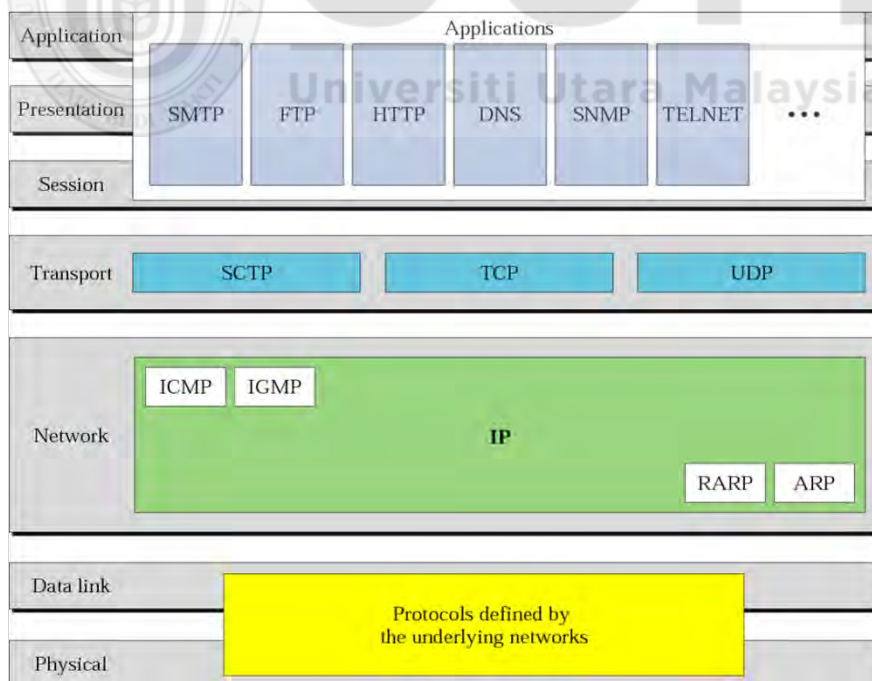 Application
Applications
Universiti Utara Malaysia
Presentation
SMTP
FTP
HTTP
DNS
SNMP
TELNET
...
Session
Transport
SCTP
TCP
UDP
ICMP
IGMP
Network
IP
RARP
ARP
Data link
Protocols defined by
the underlying networks
Physical